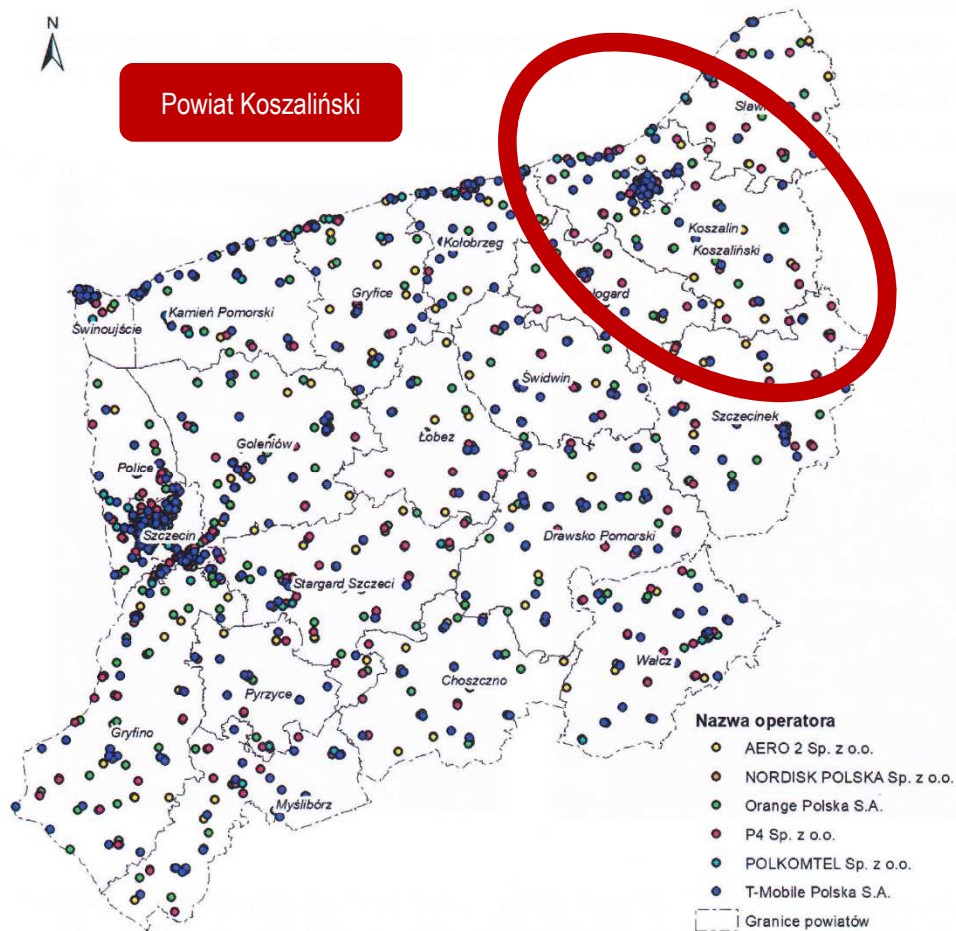 N
Powiat Koszaliński
Sławn
Koszalin
Koszaliński
Kołobrzeg
Gryfice
Kamień Pomorski
Świnoujście
Świdwin
Szczecinek
Łobez
Goleniów
Police
Szczecin
Drawsko Pomorski
Stargard Szczeci
Wałcz
Choszczno
Pyrzyce
Gryfino
Myślibórz
Nazwa operatora
AERO 2 Sp. z o.o.
NORDISK POLSKA Sp. z o.o.
Orange Polska S.A.
P4 Sp. z o.o.
POLKOMTEL Sp. z o.o.
T-Mobile Polska S.A.
Granice powiatów